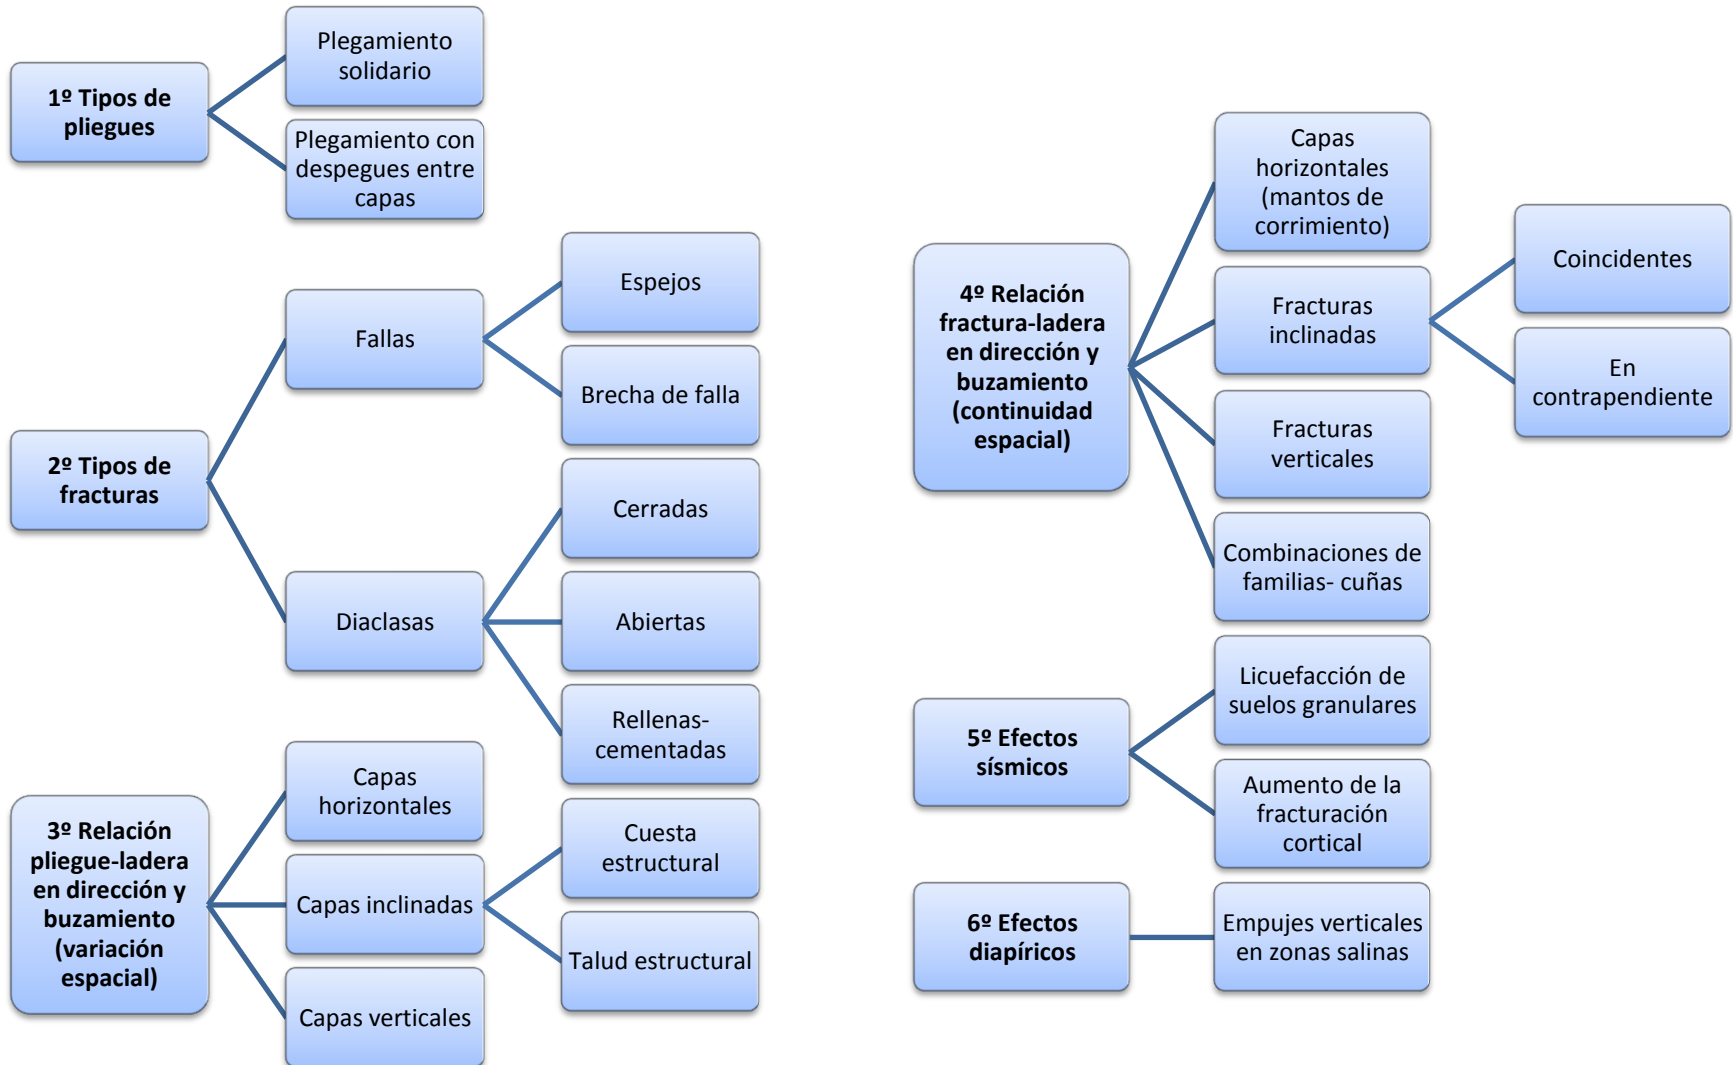 1º Tipos de
pliegues
Plegamiento
solidario
Plegamiento con
despegues entre
capas
2º Tipos de
fracturas
Fallas
Espejos
Brecha de falla
Diaclasas
Cerradas
Abiertas
Rellenas-
cementadas
3º Relación
pliegue-ladera
en dirección y
buzamiento
(variación
espacial)
Capas
horizontales
Capas inclinadas
Cuesta
estructural
Talud estructural
Capas verticales
4º Relación
fractura-ladera
en dirección y
buzamiento
(continuidad
espacial)
Capas
horizontales
(mantos de
corrimiento)
Fracturas
inclinadas
Coincidentes
En
contrapendiente
Fracturas
verticales
Combinaciones de
familias- cuñas
5º Efectos
sísmicos
Licuefacción de
suelos granulares
Aumento de la
fracturación
cortical
6º Efectos
diapíricos
Empujes verticales
en zonas salinas